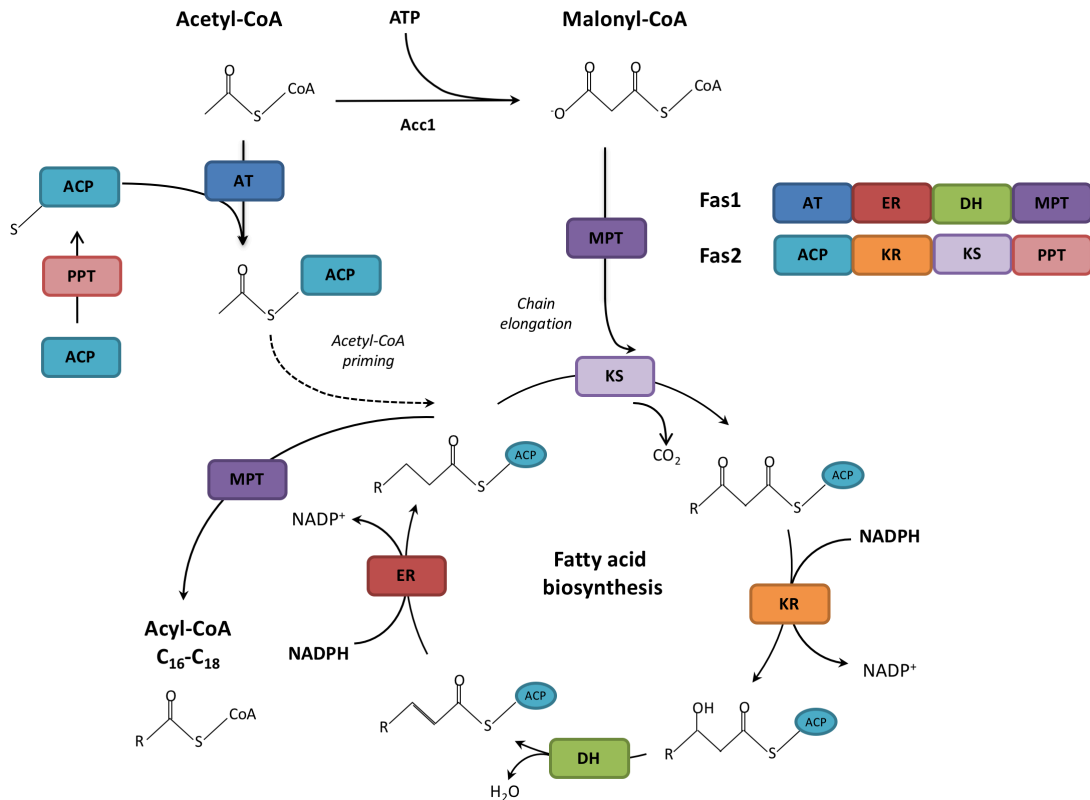 Acetyl-CoA
ATP
Malonyl-CoA
O
CoA
S
O
O
CoA
⁻O
S
Acc1
ACP
S
AT
PPT
ACP
O
ACP
S
MPT
Fas1
AT
ER
DH
MPT
Fas2
ACP
KR
KS
PPT
Chain
elongation
Acetyl-CoA
priming
KS
CO₂
MPT
O
ACP
R
S
O
O
ACP
R
S
NADP⁺
NADPH
ER
Fatty acid
biosynthesis
KR
NADPH
NADP⁺
Acyl-CoA
C₁₆-C₁₈
O
CoA
R
S
O
ACP
R
S
OH
O
ACP
R
S
DH
H₂O